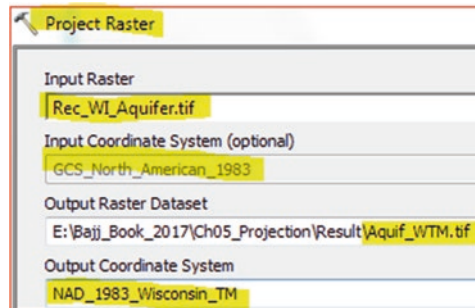 Project Raster
Input Raster
Rec_WI_Aquifer.tif
Input Coordinate System (optional)
GCS_North_American_1983
Output Raster Dataset
E:\Bajj_Book_2017\Ch05_Projection\Result\Aquif_WTM.tif
Output Coordinate System
NAD_1983_Wisconsin_TM